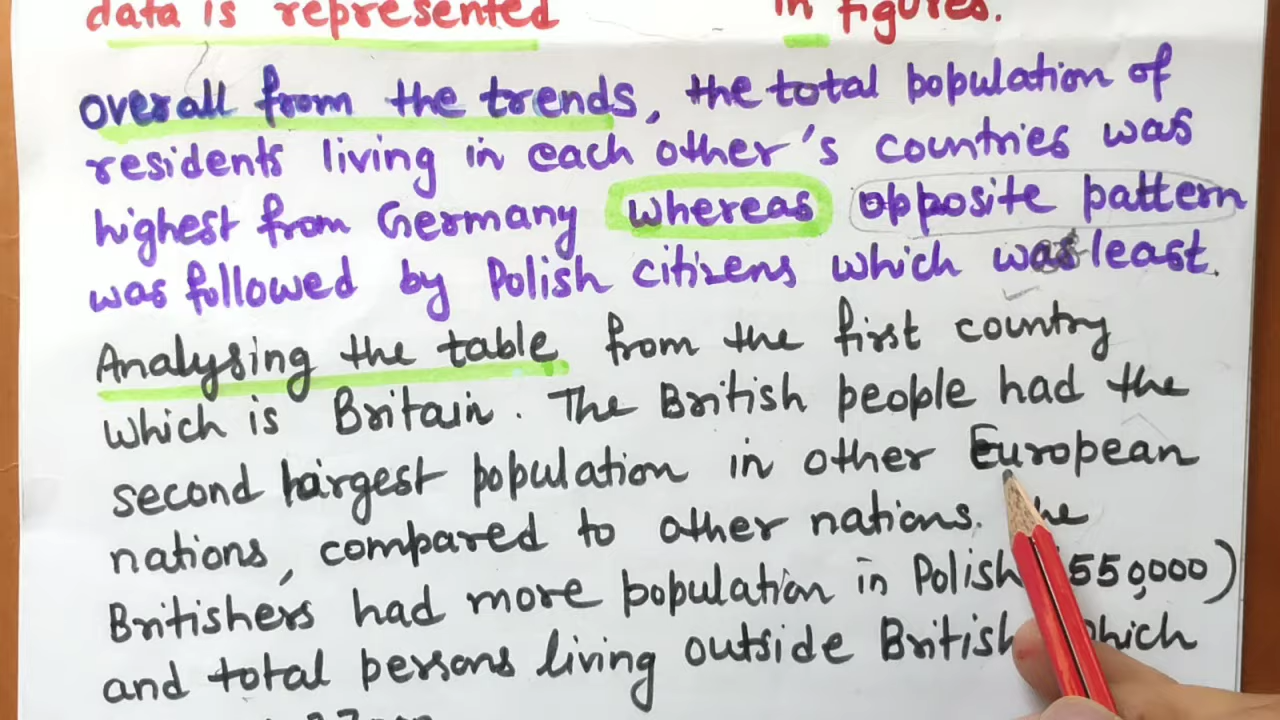 data is represented in figures.
overall from the trends, the total population of
residents living in each other's countries was
highest from Germany whereas opposite pattern
was followed by Polish citizens which was least.
Analysing the table from the first country
which is Britain. The British people had the
second largest population in other European
nations, compared to other nations.
Britishers had more population in Polish 550,000)
and total persons living outside British which